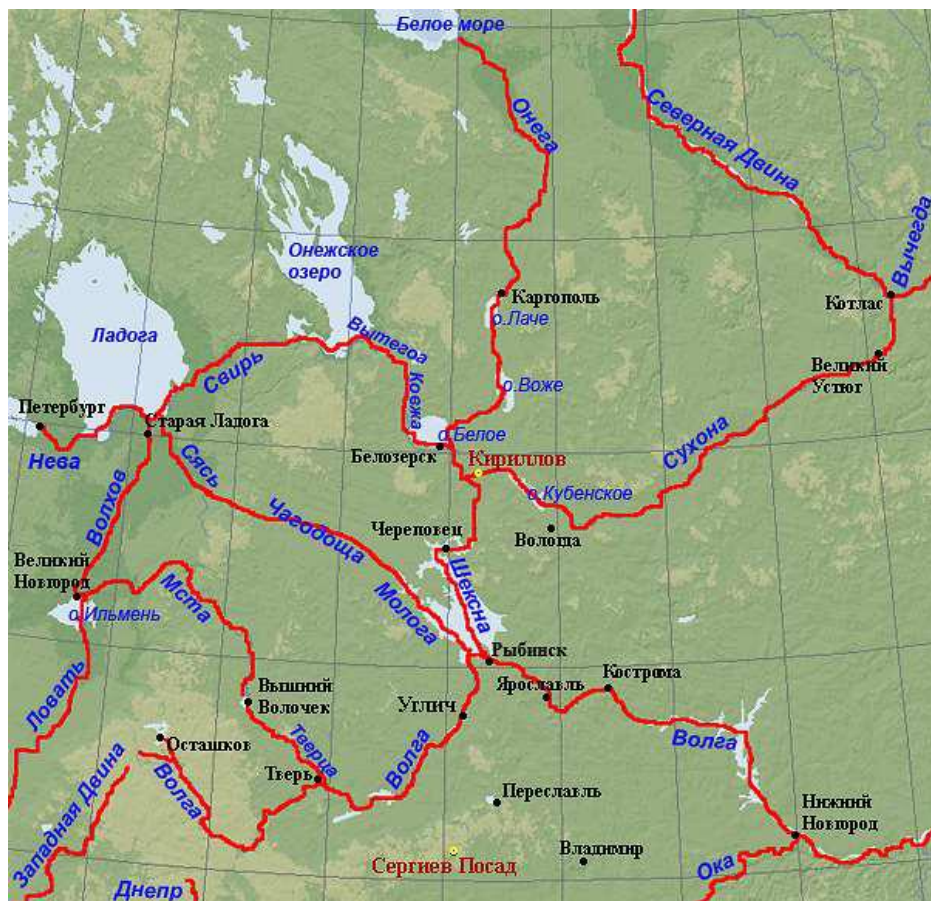 Белое море
Онега
Северная Двина
Вычегда
Онежское
озеро
Каргополь
Котлас
о.Лаче
Ладога
Вытегоа
Свирь
Ковжа
о.Воже
Великий
Устюг
Петербург
Старая Ладога
о.Белое
Белозерск
Кириллов
Сухона
Нева
Сясь
о.Кубенское
Волхов
Чагодоща
Череповец
Вологда
Великий
Новгород
Шексна
Мста
Молога
о.Ильмень
Рыбинск
Ловать
Вышний
Волочек
Ярославль
Кострома
Углич
Осташков
Тверца
Волга
Волга
Западная Двина
Волга
Тверь
Переславль
Нижний
Новгород
Сергиев Посад
Владимир
Ока
Днепр